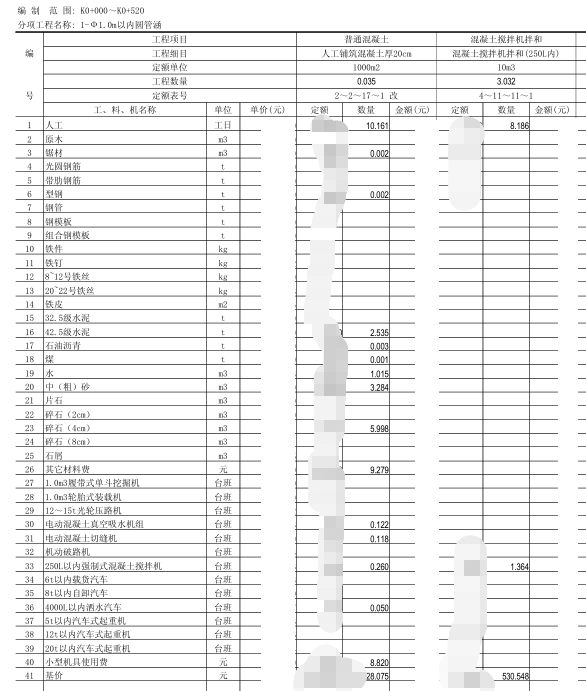 编 制 范 围: K0+000～K0+520
分项工程名称: 1-Φ1.0m以内圆管涵
编 号
工程项目 普通混凝土 混凝土搅拌机拌和
工程细目 人工铺筑混凝土厚20cm 混凝土搅拌机拌和(250L内)
定额单位 1000m2 10m3
工程数量 0.035 3.032
定额表号 2～2～17～1 改 4～11～11～1
工、料、机名称 单位 单价(元) 定额 数量 金额(元) 定额 数量 金额(元)
1 人工 工日 10.161 8.186
2 原木 m3
3 锯材 m3 0.002
4 光圆钢筋 t
5 带肋钢筋 t
6 型钢 t 0.002
7 钢管 t
8 钢模板 t
9 组合钢模板 t
10 铁件 kg
11 铁钉 kg
12 8~12号铁丝 kg
13 20~22号铁丝 kg
14 铁皮 m2
15 32.5级水泥 t
16 42.5级水泥 t 2.535
17 石油沥青 t 0.003
18 煤 t 0.001
19 水 m3 1.015
20 中（粗）砂 m3 3.284
21 片石 m3
22 碎石（2cm） m3
23 碎石（4cm） m3 5.998
24 碎石（8cm） m3
25 石屑 m3
26 其它材料费 元 9.279
27 1.0m3履带式单斗挖掘机 台班
28 1.0m3轮胎式装载机 台班
29 12～15t光轮压路机 台班
30 电动混凝土真空吸水机组 台班 0.122
31 电动混凝土切缝机 台班 0.118
32 机动破路机 台班
33 250L以内强制式混凝土搅拌机 台班 0.260 1.364
34 6t以内载货汽车 台班
35 8t以内自卸汽车 台班
36 4000L以内洒水汽车 台班 0.050
37 5t以内汽车式起重机 台班
38 12t以内汽车式起重机 台班
39 20t以内汽车式起重机 台班
40 小型机具使用费 元 8.820
41 基价 元 28.075 530.548